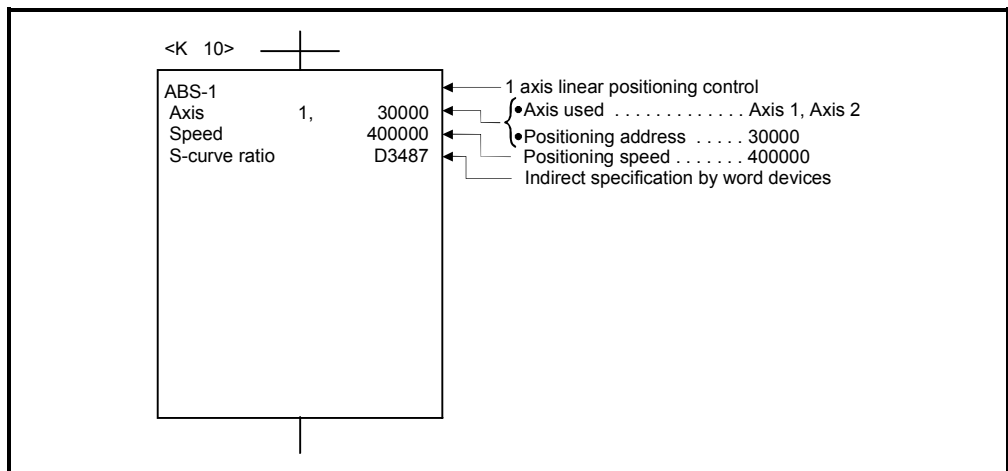 <K 10>
ABS-1
Axis 1, 30000
Speed 400000
S-curve ratio D3487
1 axis linear positioning control
•Axis used . . . . . . . . . . . . . Axis 1, Axis 2
•Positioning address . . . . . 30000
Positioning speed . . . . . . . 400000
Indirect specification by word devices